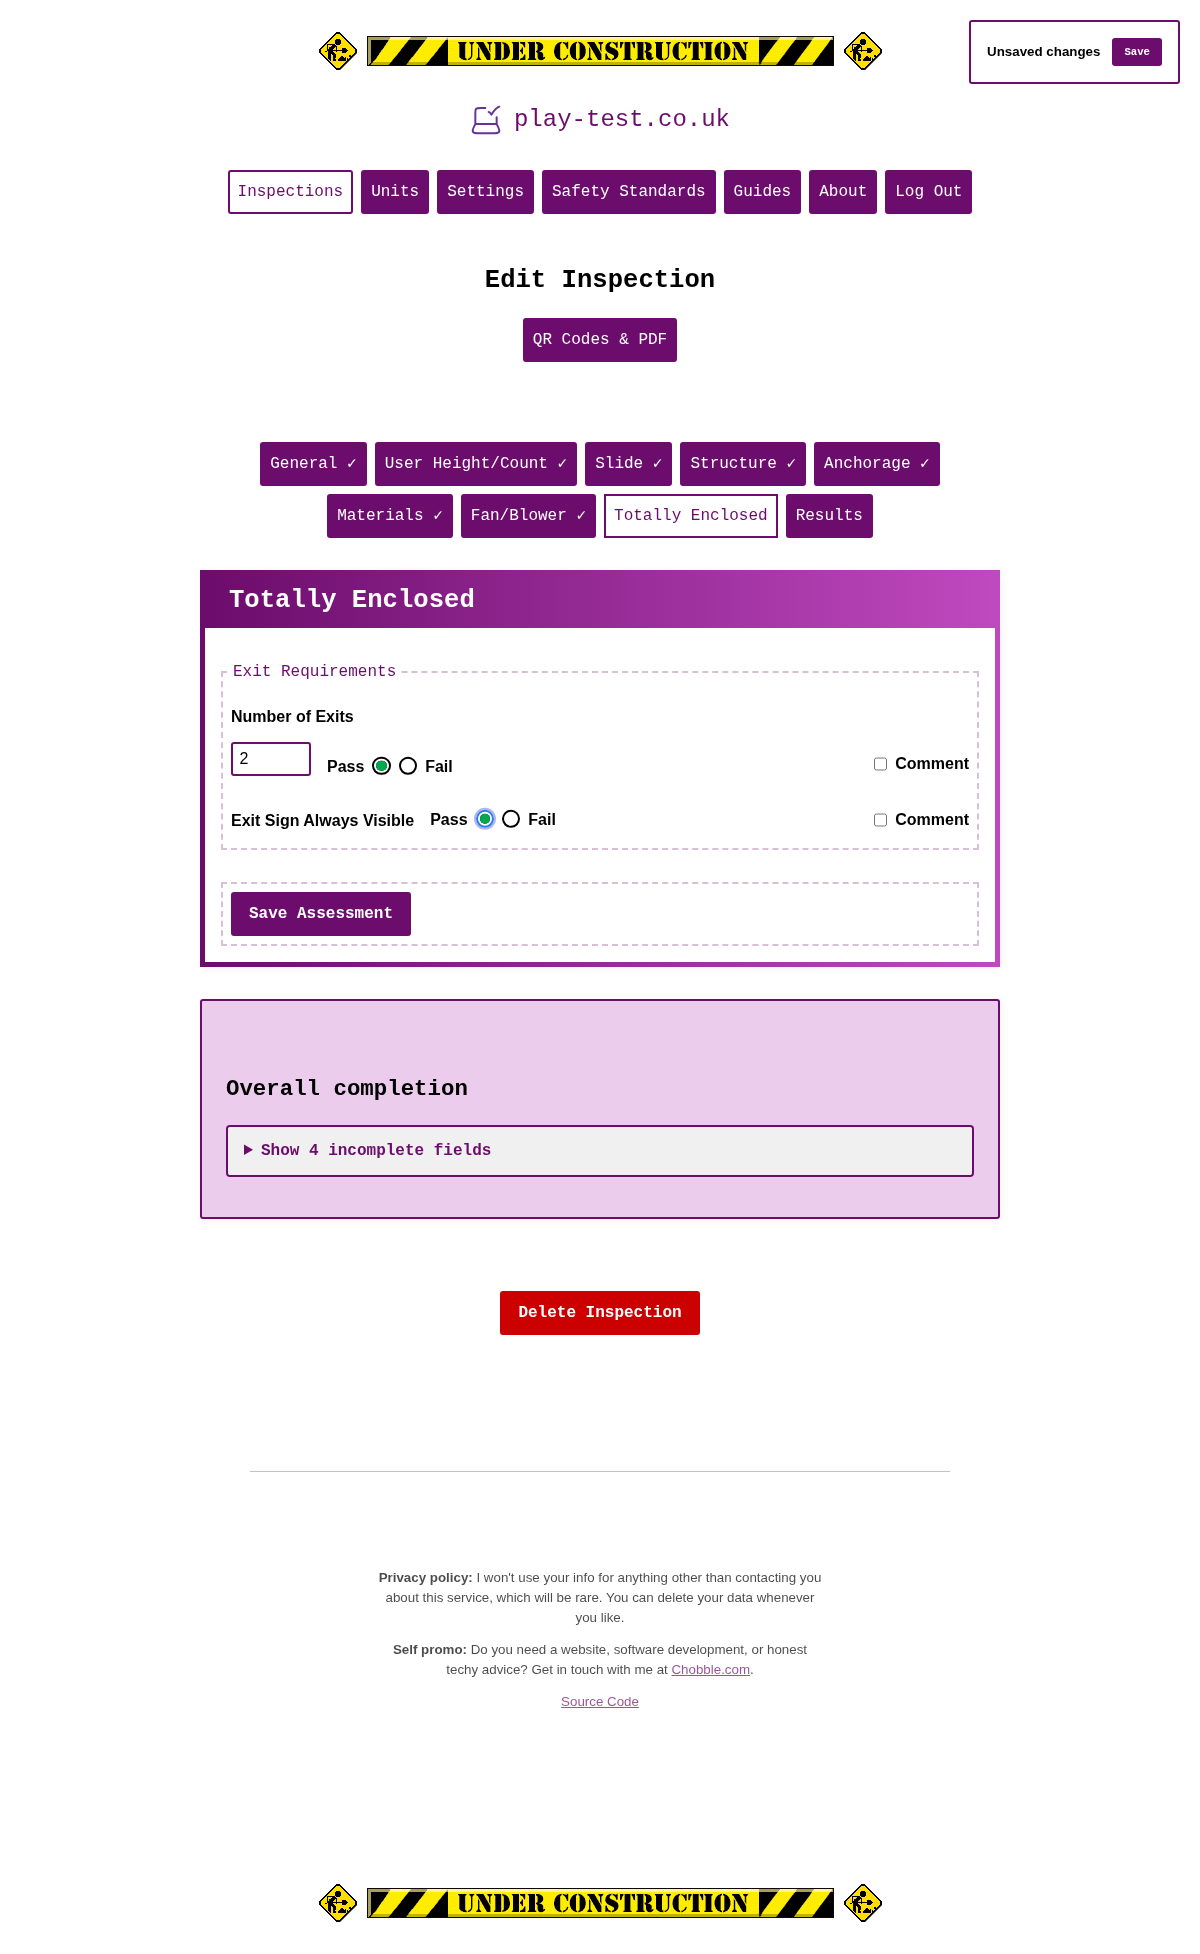 UNDER CONSTRUCTION
Unsaved changes Save
play-test.co.uk
Inspections Units Settings Safety Standards Guides About Log Out
Edit Inspection
QR Codes & PDF
General ✓ User Height/Count ✓ Slide ✓ Structure ✓ Anchorage ✓
Materials ✓ Fan/Blower ✓ Totally Enclosed Results
Totally Enclosed
Exit Requirements
Number of Exits
2 Pass Fail Comment
Exit Sign Always Visible Pass Fail Comment
Save Assessment
Overall completion
Show 4 incomplete fields
Delete Inspection
Privacy policy: I won't use your info for anything other than contacting you
about this service, which will be rare. You can delete your data whenever
you like.
Self promo: Do you need a website, software development, or honest
techy advice? Get in touch with me at Chobble.com.
Source Code
UNDER CONSTRUCTION